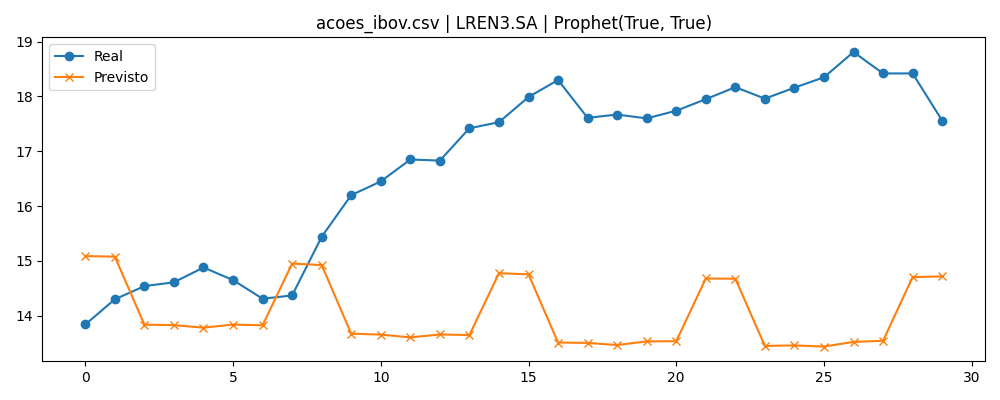 acoes_ibov.csv | LREN3.SA | Prophet(True, True)
Real
Previsto
19
18
17
16
15
14
0 5 10 15 20 25 30